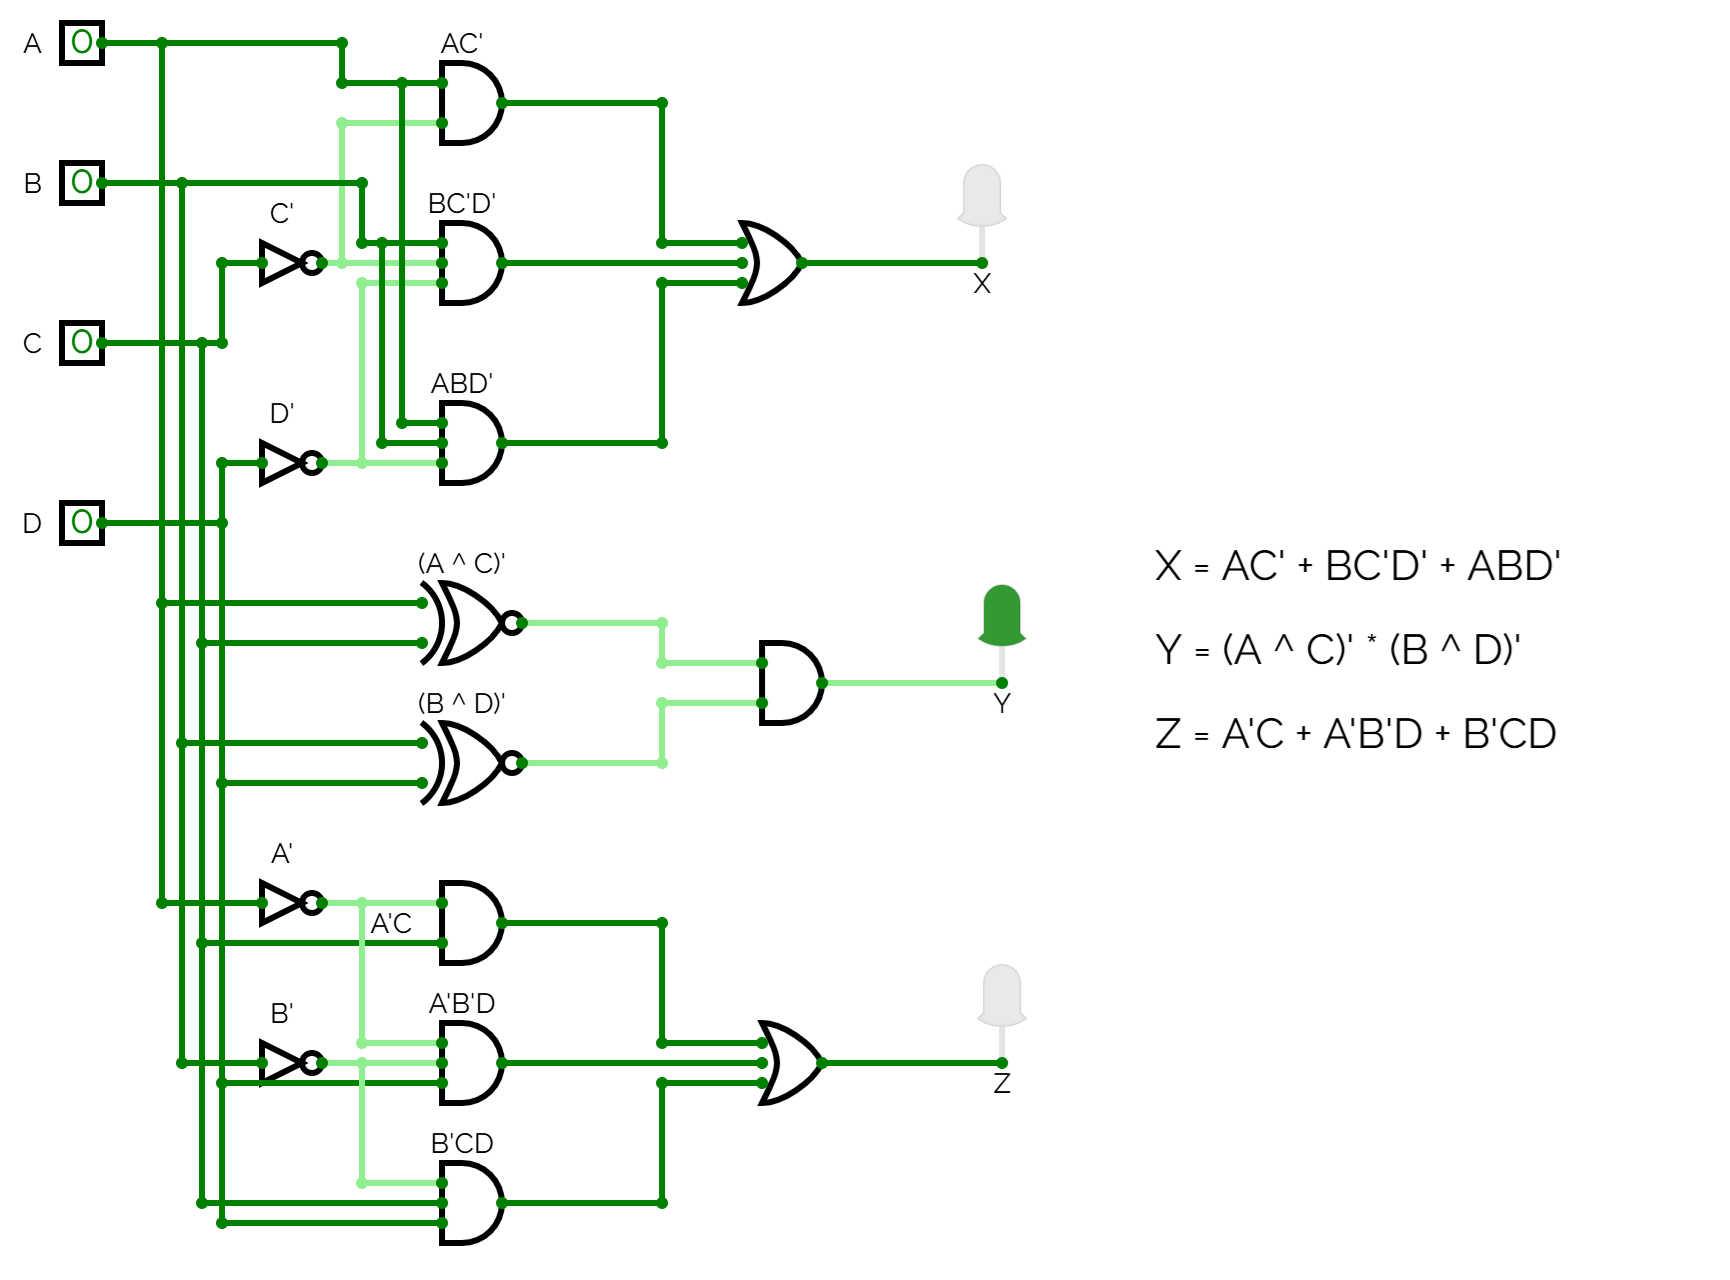 A 0
AC'
B 0
BC'D'
C'
X
C 0
ABD'
D'
D 0
(A ^ C)'
X = AC' + BC'D' + ABD'
Y = (A ^ C)' * (B ^ D)'
(B ^ D)'
Y
Z = A'C + A'B'D + B'CD
A'
A'C
A'B'D
B'
Z
B'CD